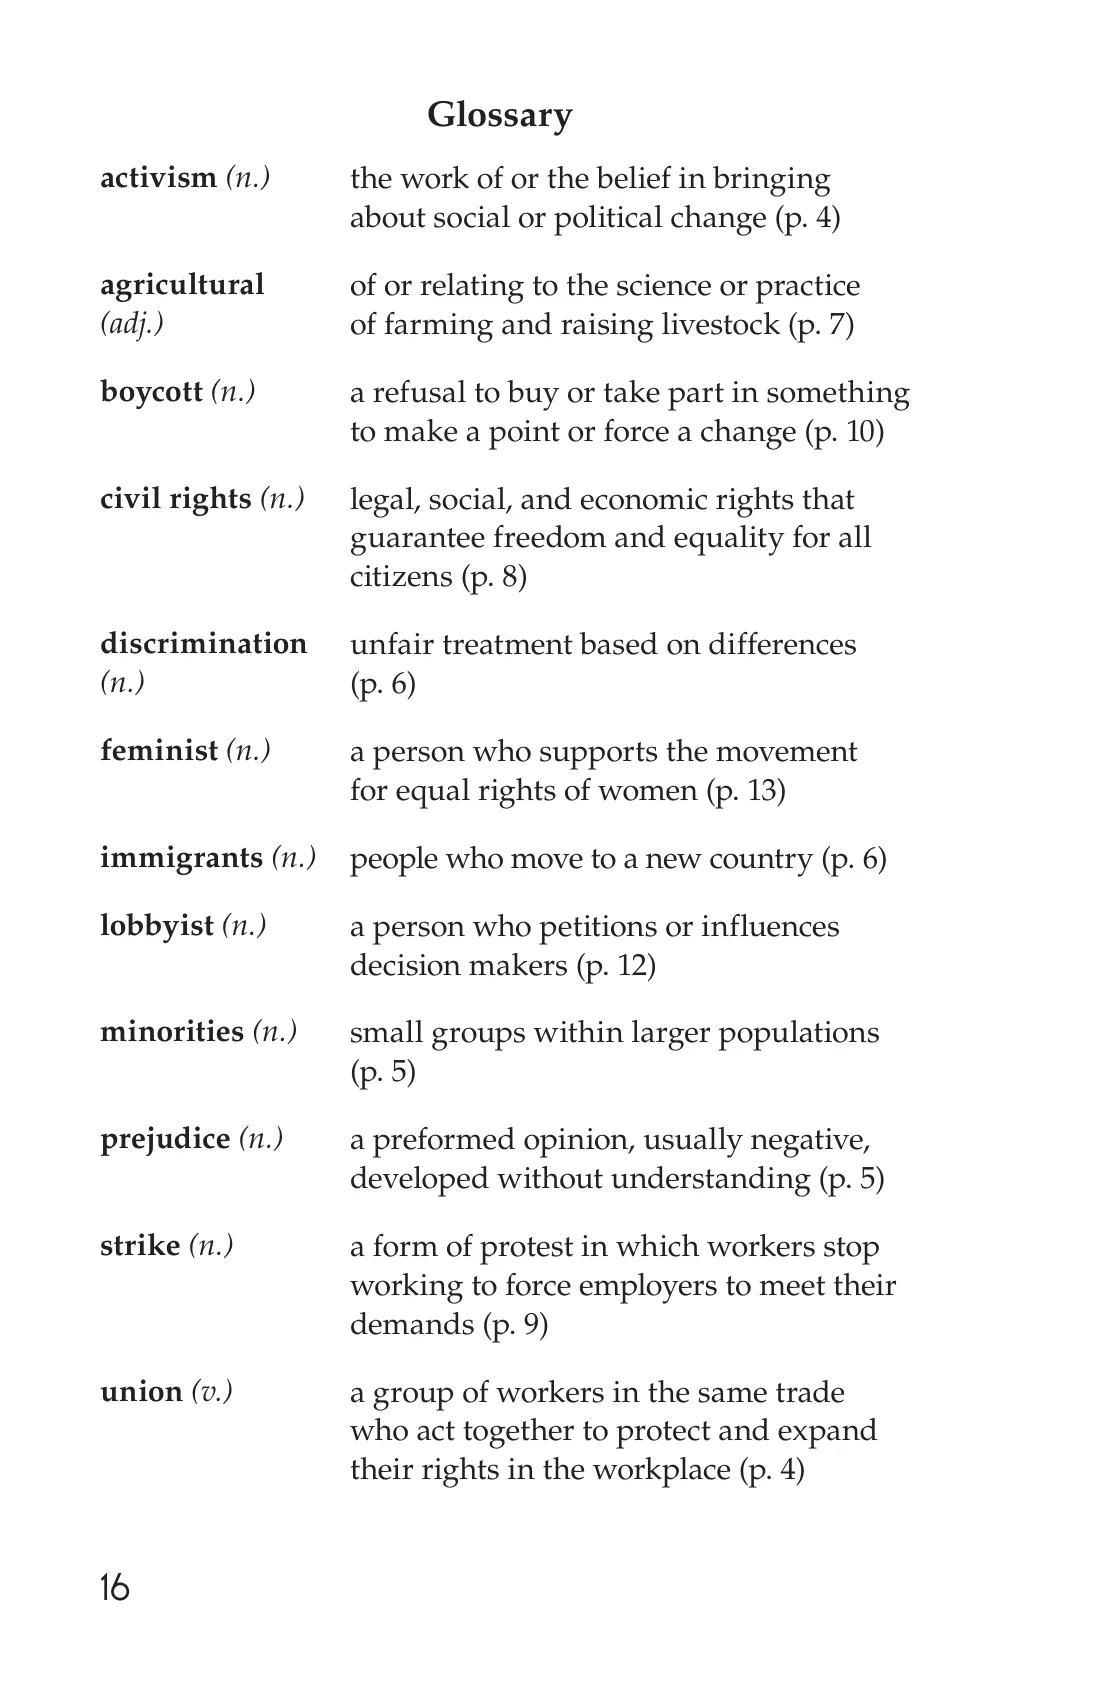 Glossary
activism (n.) the work of or the belief in bringing
about social or political change (p. 4)
agricultural of or relating to the science or practice
(adj.) of farming and raising livestock (p. 7)
boycott (n.) a refusal to buy or take part in something
to make a point or force a change (p. 10)
civil rights (n.) legal, social, and economic rights that
guarantee freedom and equality for all
citizens (p. 8)
discrimination unfair treatment based on differences
(n.) (p. 6)
feminist (n.) a person who supports the movement
for equal rights of women (p. 13)
immigrants (n.) people who move to a new country (p. 6)
lobbyist (n.) a person who petitions or influences
decision makers (p. 12)
minorities (n.) small groups within larger populations
(p. 5)
prejudice (n.) a preformed opinion, usually negative,
developed without understanding (p. 5)
strike (n.) a form of protest in which workers stop
working to force employers to meet their
demands (p. 9)
union (v.) a group of workers in the same trade
who act together to protect and expand
their rights in the workplace (p. 4)
16